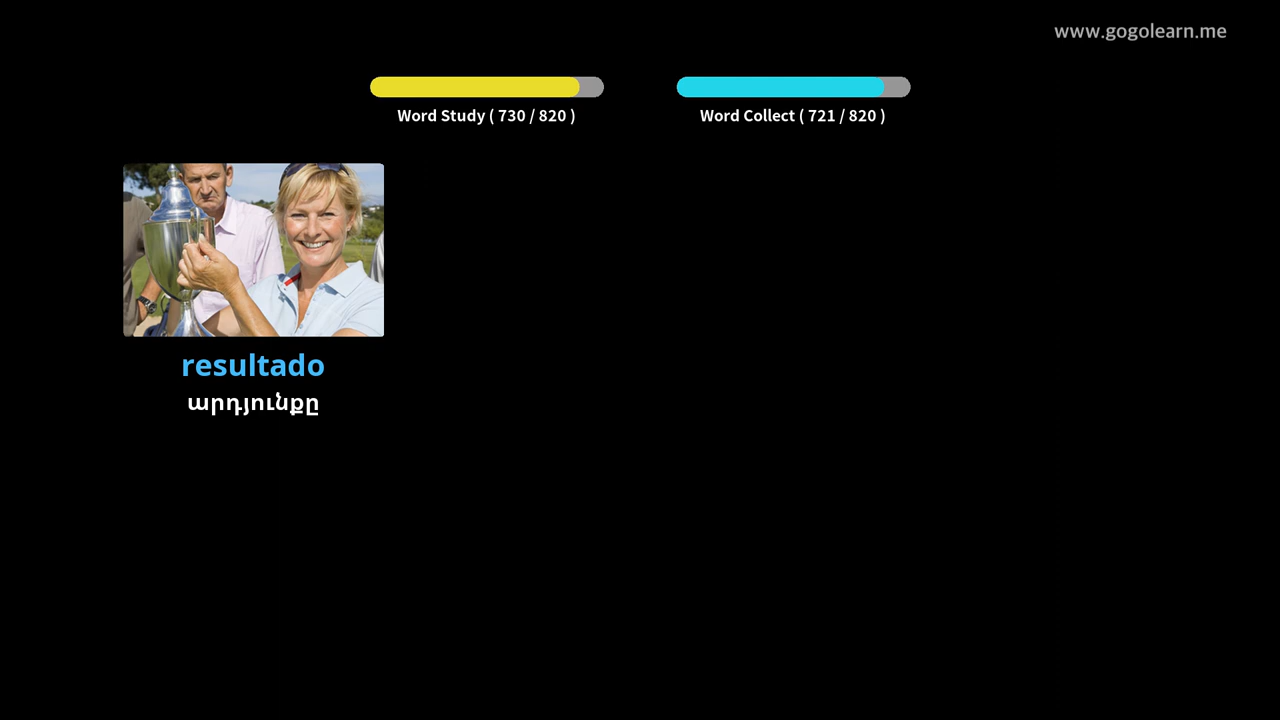 www.gogolearn.me
Word Study ( 730 / 820 )
Word Collect ( 721 / 820 )
resultado
արդյունքը